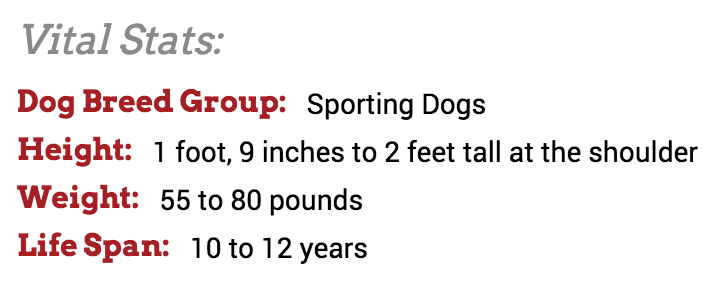 Vital Stats:
Dog Breed Group: Sporting Dogs
Height: 1 foot, 9 inches to 2 feet tall at the shoulder
Weight: 55 to 80 pounds
Life Span: 10 to 12 years